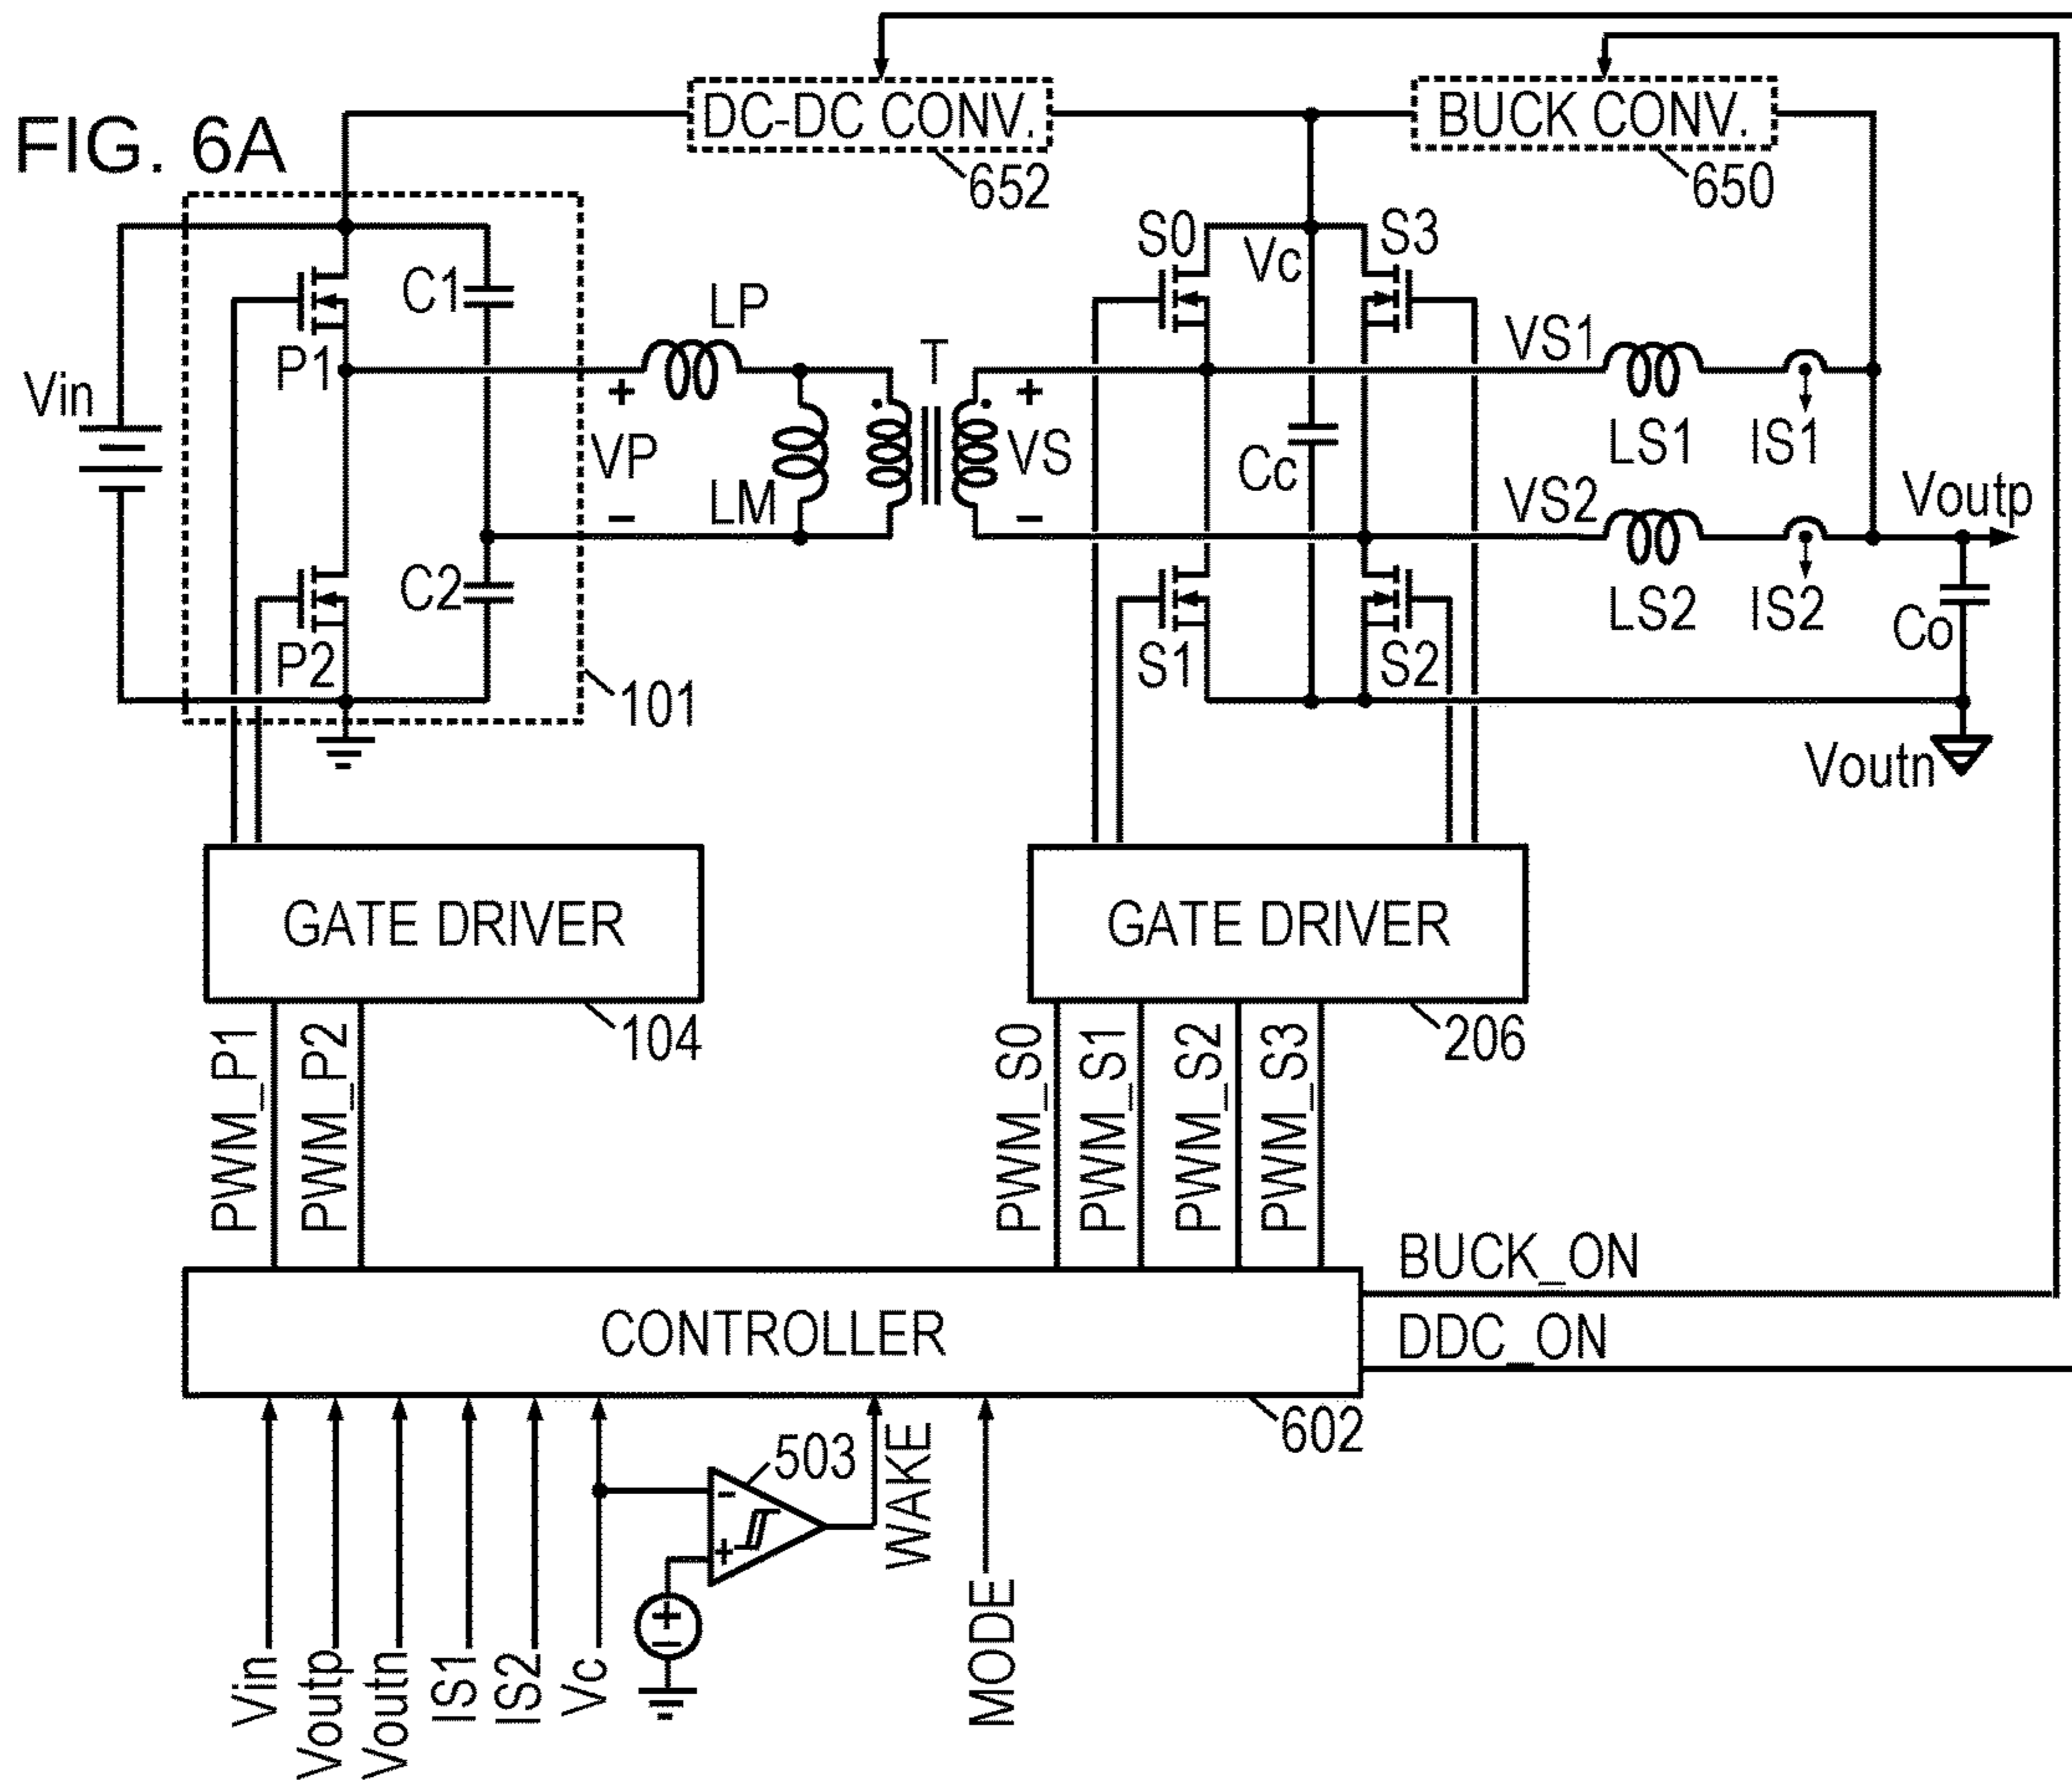 FIG. 6A
DC-DC CONV.
652
BUCK CONV.
650
Vin
P1
C1
P2
C2
101
LP
+
VP
−
LM
T
+
VS
−
S0
Vc
S3
Cc
S1
S2
VS1
LS1
IS1
VS2
LS2
IS2
Voutp
Co
Voutn
GATE DRIVER
104
GATE DRIVER
206
PWM_P1
PWM_P2
PWM_S0
PWM_S1
PWM_S2
PWM_S3
BUCK_ON
DDC_ON
CONTROLLER
602
503
−
+
+
−
WAKE
MODE
Vin
Voutp
Voutn
IS1
IS2
Vc